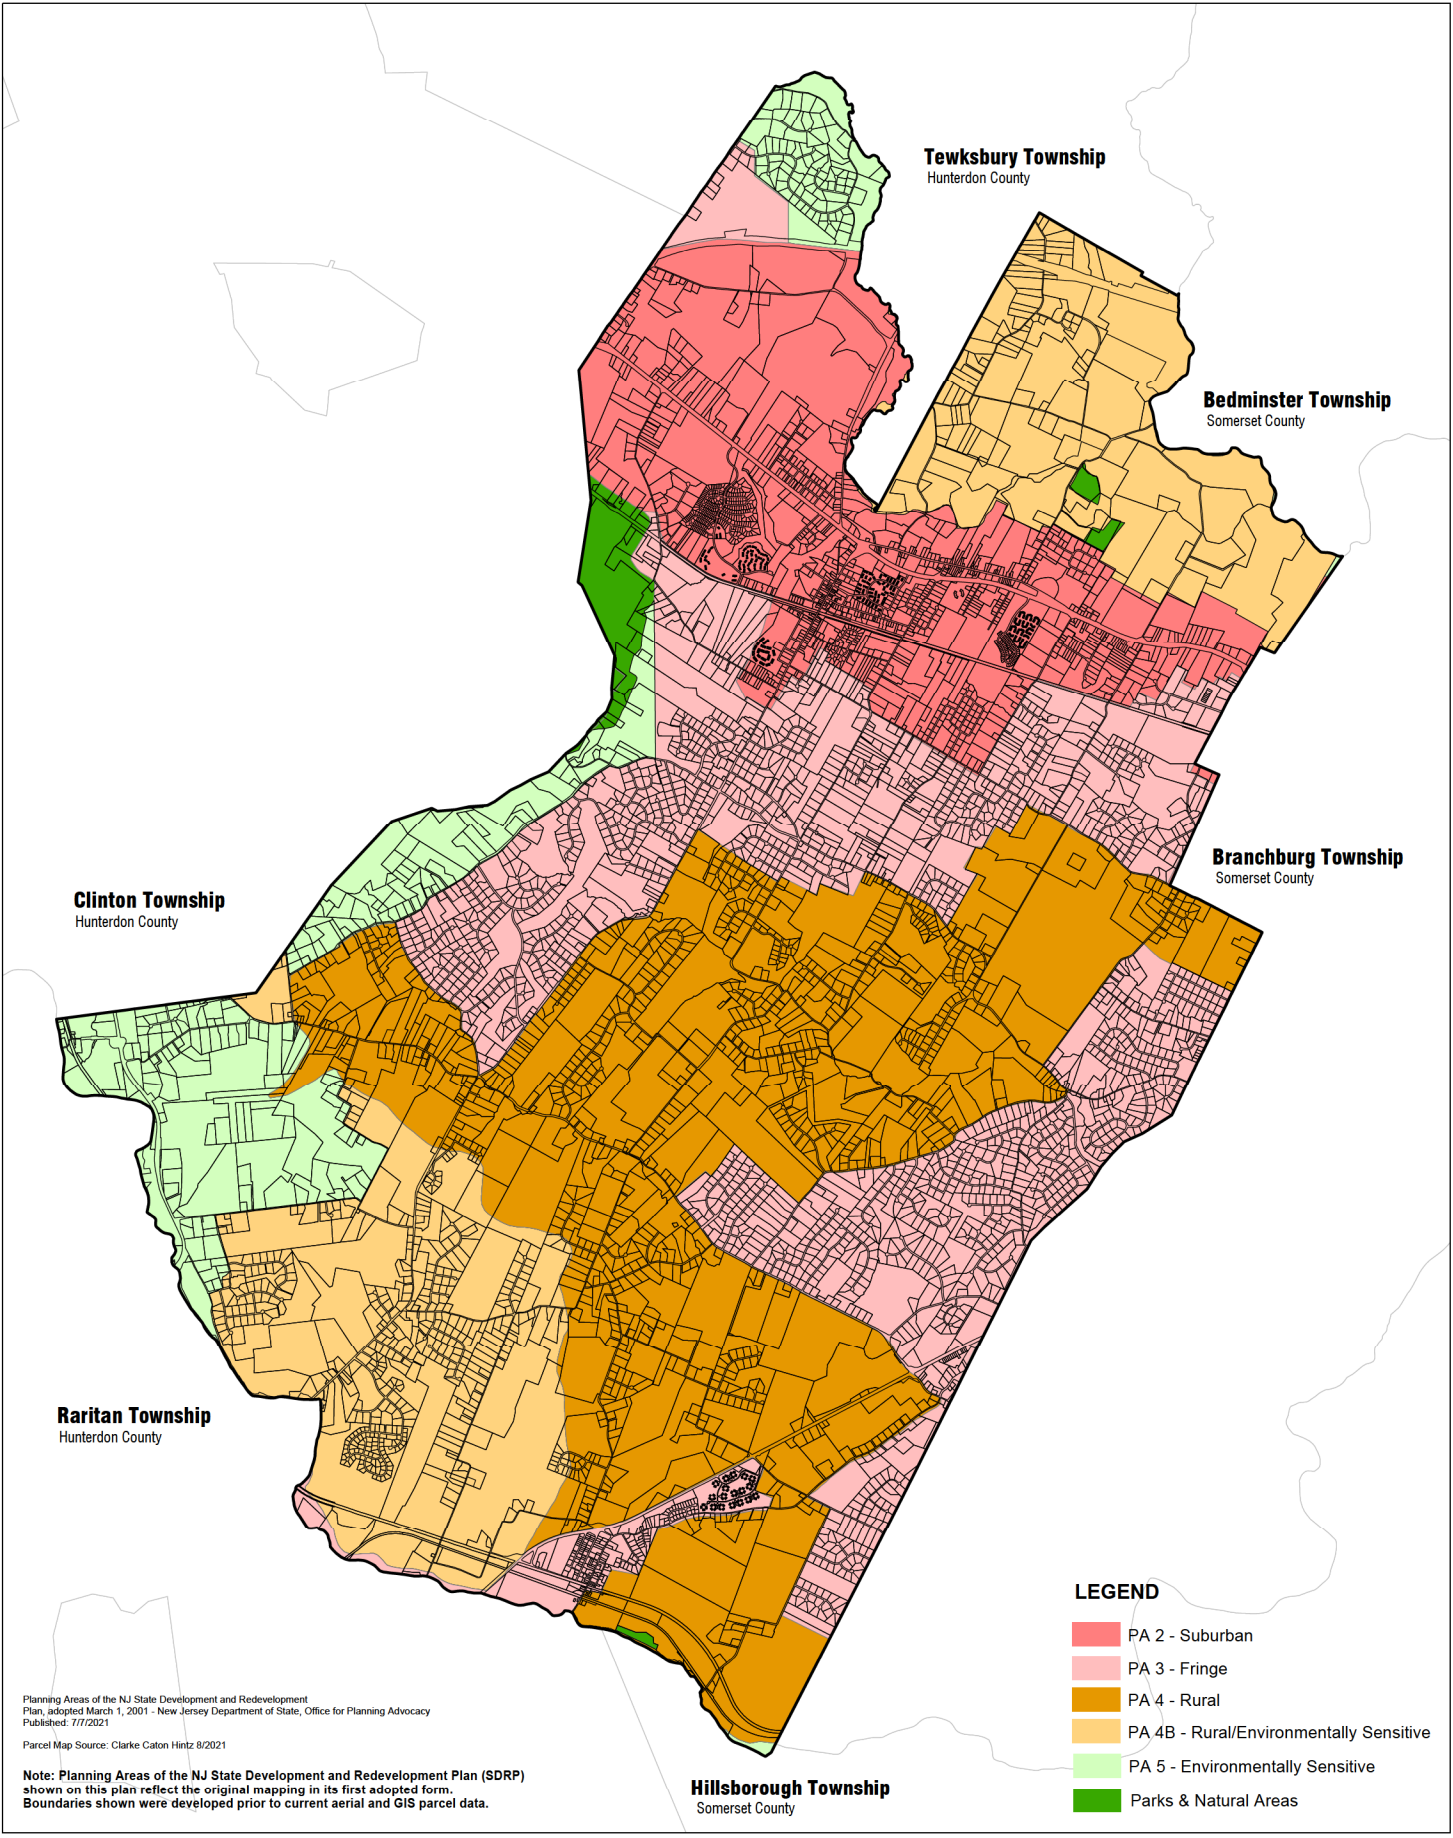 Tewksbury Township
Hunterdon County
Bedminster Township
Somerset County
Branchburg Township
Somerset County
Clinton Township
Hunterdon County
Raritan Township
Hunterdon County
LEGEND
PA 2 - Suburban
PA 3 - Fringe
PA 4 - Rural
PA 4B - Rural/Environmentally Sensitive
PA 5 - Environmentally Sensitive
Parks & Natural Areas
Planning Areas of the NJ State Development and Redevelopment
Plan, adopted March 1, 2001 - New Jersey Department of State, Office for Planning Advocacy
Published: 7/7/2021
Parcel Map Source: Clarke Caton Hintz 8/2021
Note: Planning Areas of the NJ State Development and Redevelopment Plan (SDRP)
shown on this plan reflect the original mapping in its first adopted form.
Boundaries shown were developed prior to current aerial and GIS parcel data.
Hillsborough Township
Somerset County